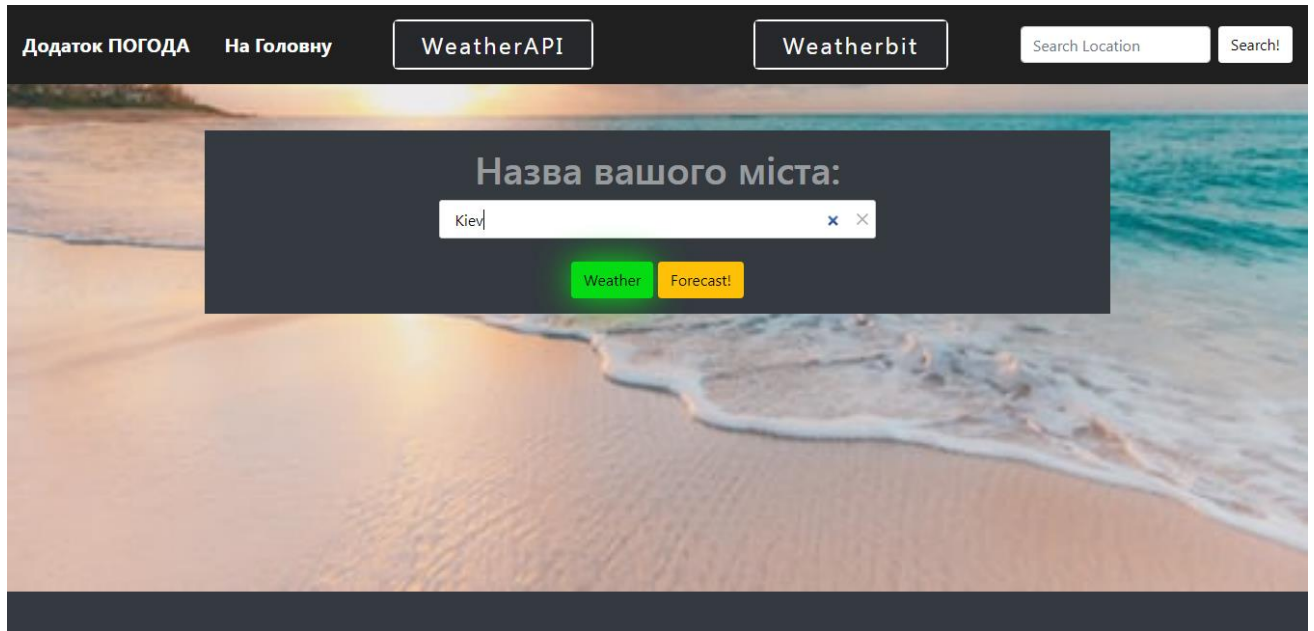 Додаток ПОГОДА На Головну WeatherAPI Weatherbit Search Location Search!
Назва вашого міста:
Kiev
Weather Forecast!